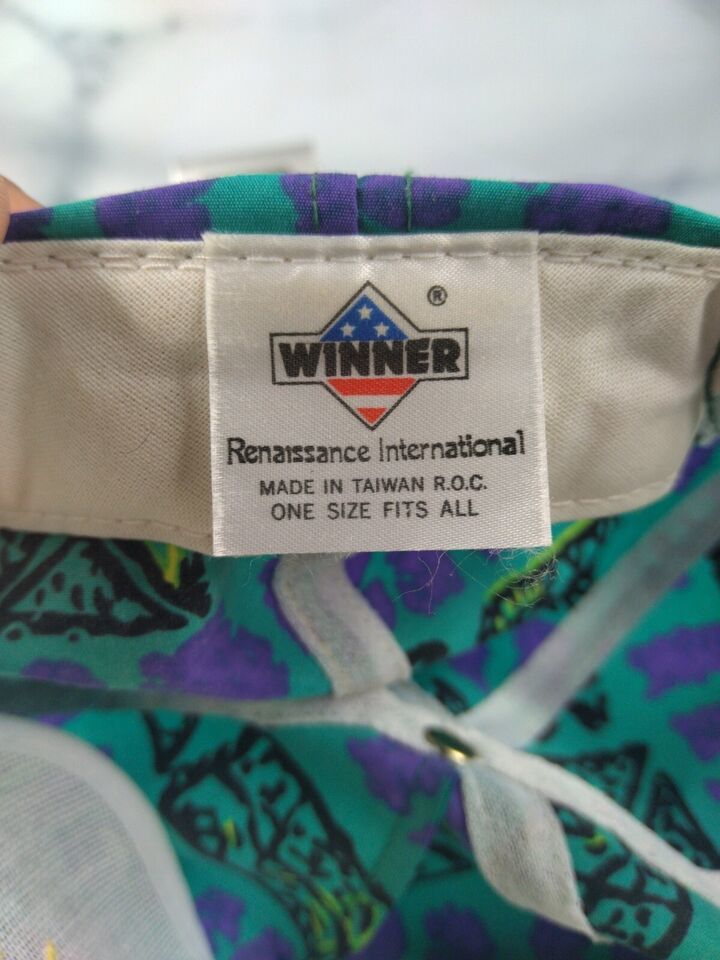 ®
WINNER
Renaissance International
MADE IN TAIWAN R.O.C.
ONE SIZE FITS ALL